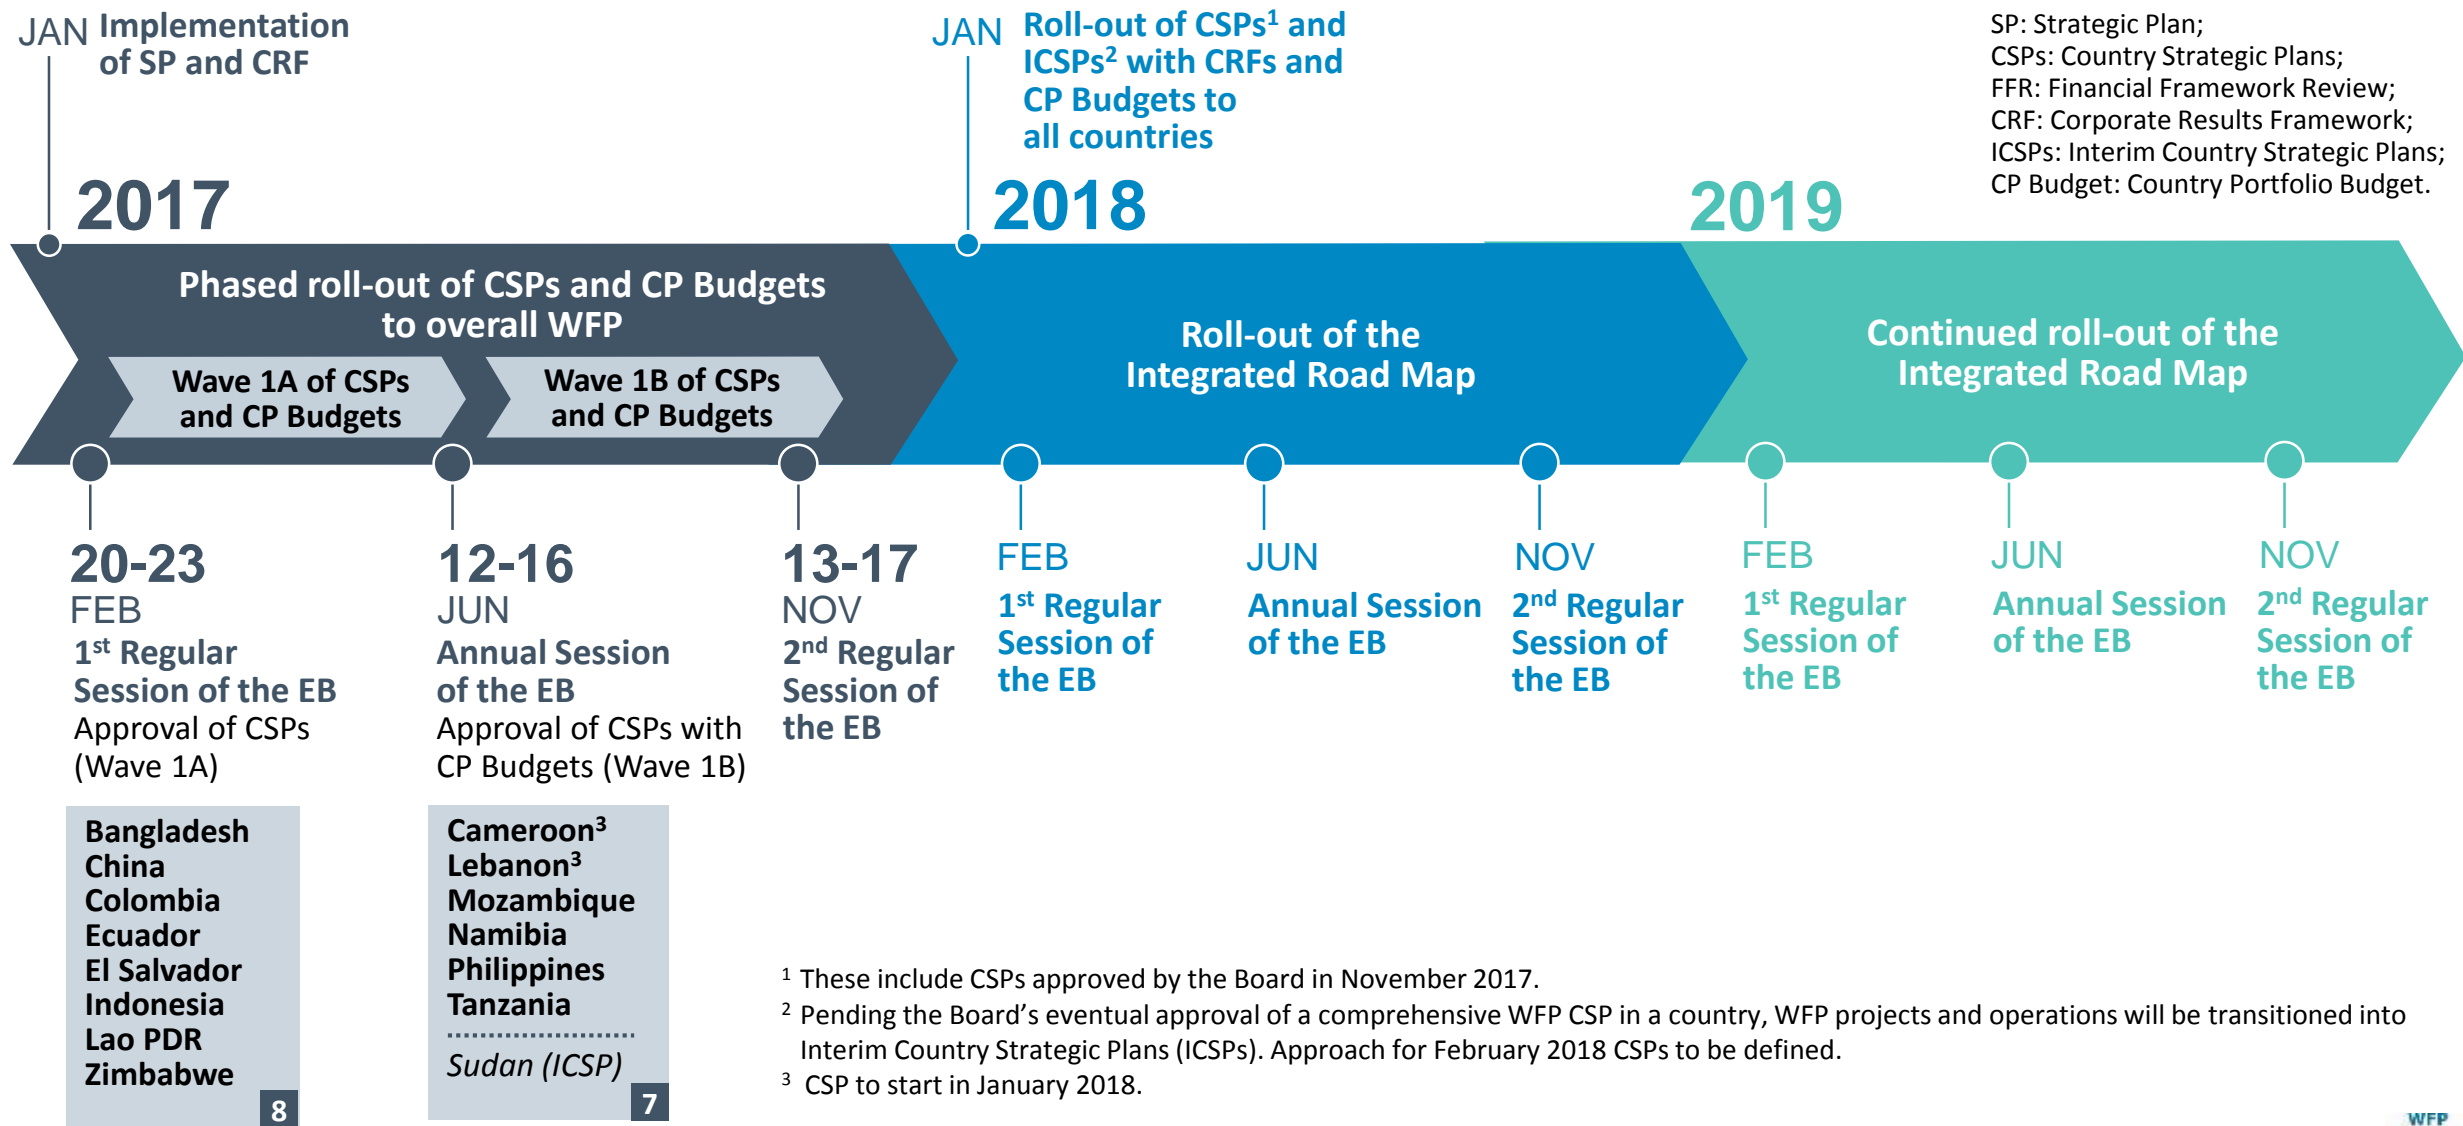 JAN Implementation
of SP and CRF
JAN Roll-out of CSPs¹ and
ICSPs² with CRFs and
CP Budgets to
all countries
SP: Strategic Plan;
CSPs: Country Strategic Plans;
FFR: Financial Framework Review;
CRF: Corporate Results Framework;
ICSPs: Interim Country Strategic Plans;
CP Budget: Country Portfolio Budget.
2017
2018
2019
Phased roll-out of CSPs and CP Budgets
to overall WFP
Wave 1A of CSPs
and CP Budgets
Wave 1B of CSPs
and CP Budgets
Roll-out of the
Integrated Road Map
Continued roll-out of the
Integrated Road Map
20-23
FEB
1st Regular
Session of the EB
Approval of CSPs
(Wave 1A)
Bangladesh
China
Colombia
Ecuador
El Salvador
Indonesia
Lao PDR
Zimbabwe
8
12-16
JUN
Annual Session
of the EB
Approval of CSPs with
CP Budgets (Wave 1B)
Cameroon³
Lebanon³
Mozambique
Namibia
Philippines
Tanzania
Sudan (ICSP)
7
13-17
NOV
2nd Regular
Session of
the EB
FEB
1st Regular
Session of
the EB
JUN
Annual Session
of the EB
NOV
2nd Regular
Session of
the EB
FEB
1st Regular
Session of
the EB
JUN
Annual Session
of the EB
NOV
2nd Regular
Session of
the EB
¹ These include CSPs approved by the Board in November 2017.
² Pending the Board’s eventual approval of a comprehensive WFP CSP in a country, WFP projects and operations will be transitioned into
Interim Country Strategic Plans (ICSPs). Approach for February 2018 CSPs to be defined.
³ CSP to start in January 2018.
WFP